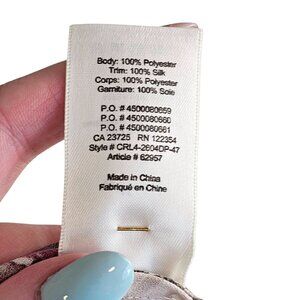 Body: 100% Polyester
Trim: 100% Silk
Corps: 100% Polyester
Garniture: 100% Soie
P.O. # 4500080659
P.O. # 4500080660
P.O. # 4500080661
CA 23725 RN 122354
Style # CRL4-2604DP-47
Article # 62957
Made in China
Fabriqué en Chine